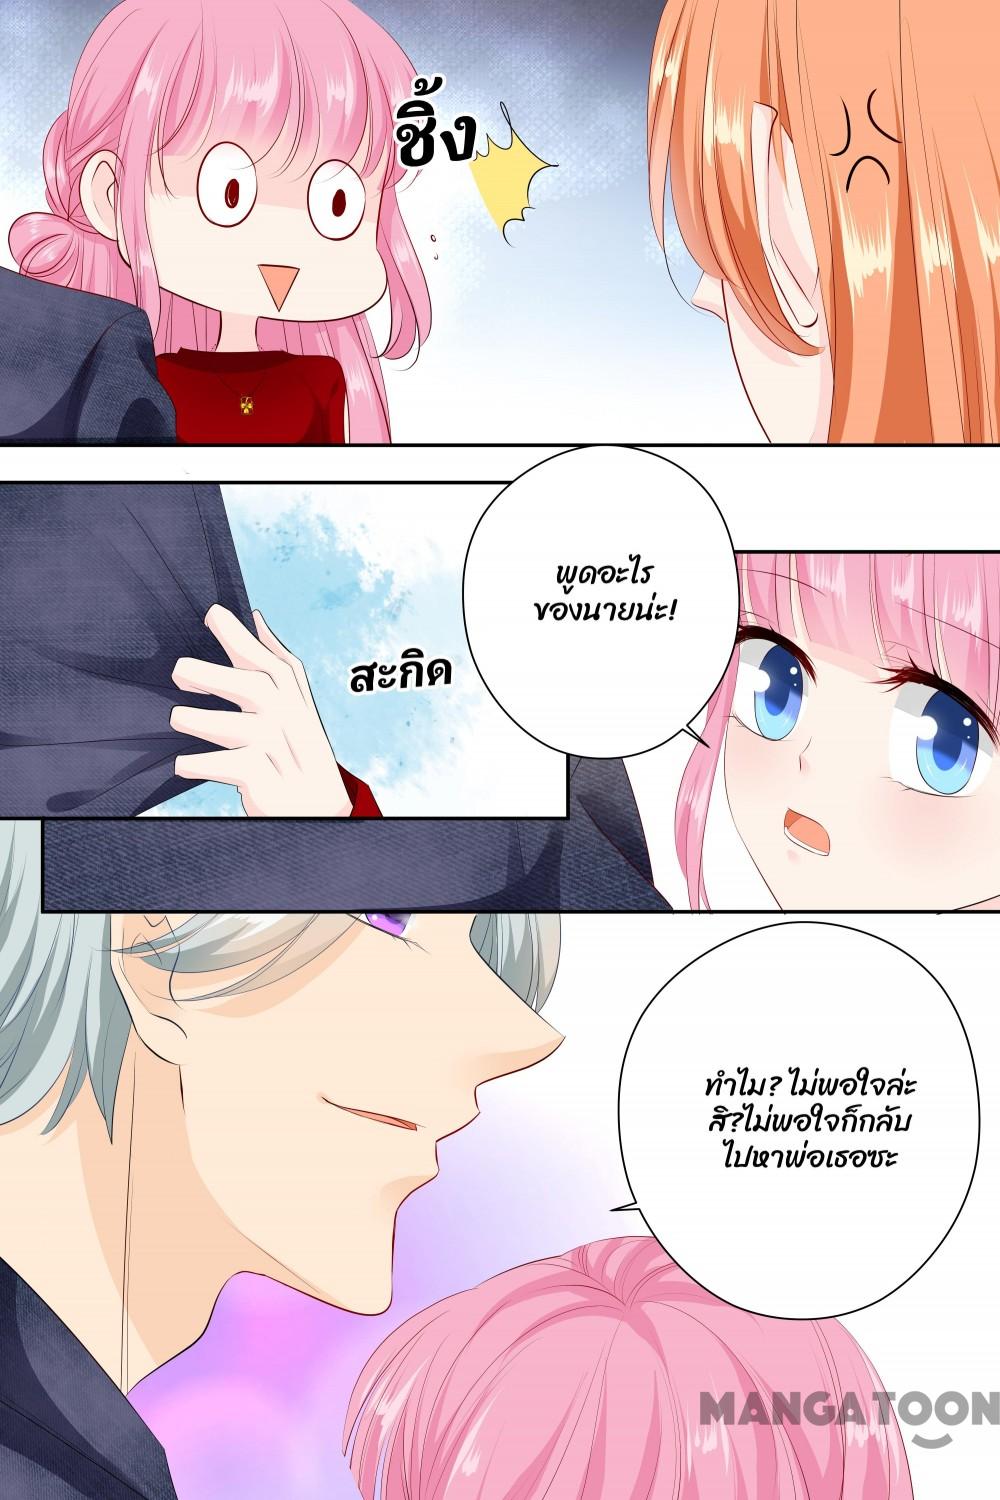 ชิ้ง
พูดอะไร
ของนายน่ะ!
สะกิด
ทำไม? ไม่พอใจล่ะ
สิ?ไม่พอใจก็กลับ
ไปหาพ่อเธอซะ
MANGATOON